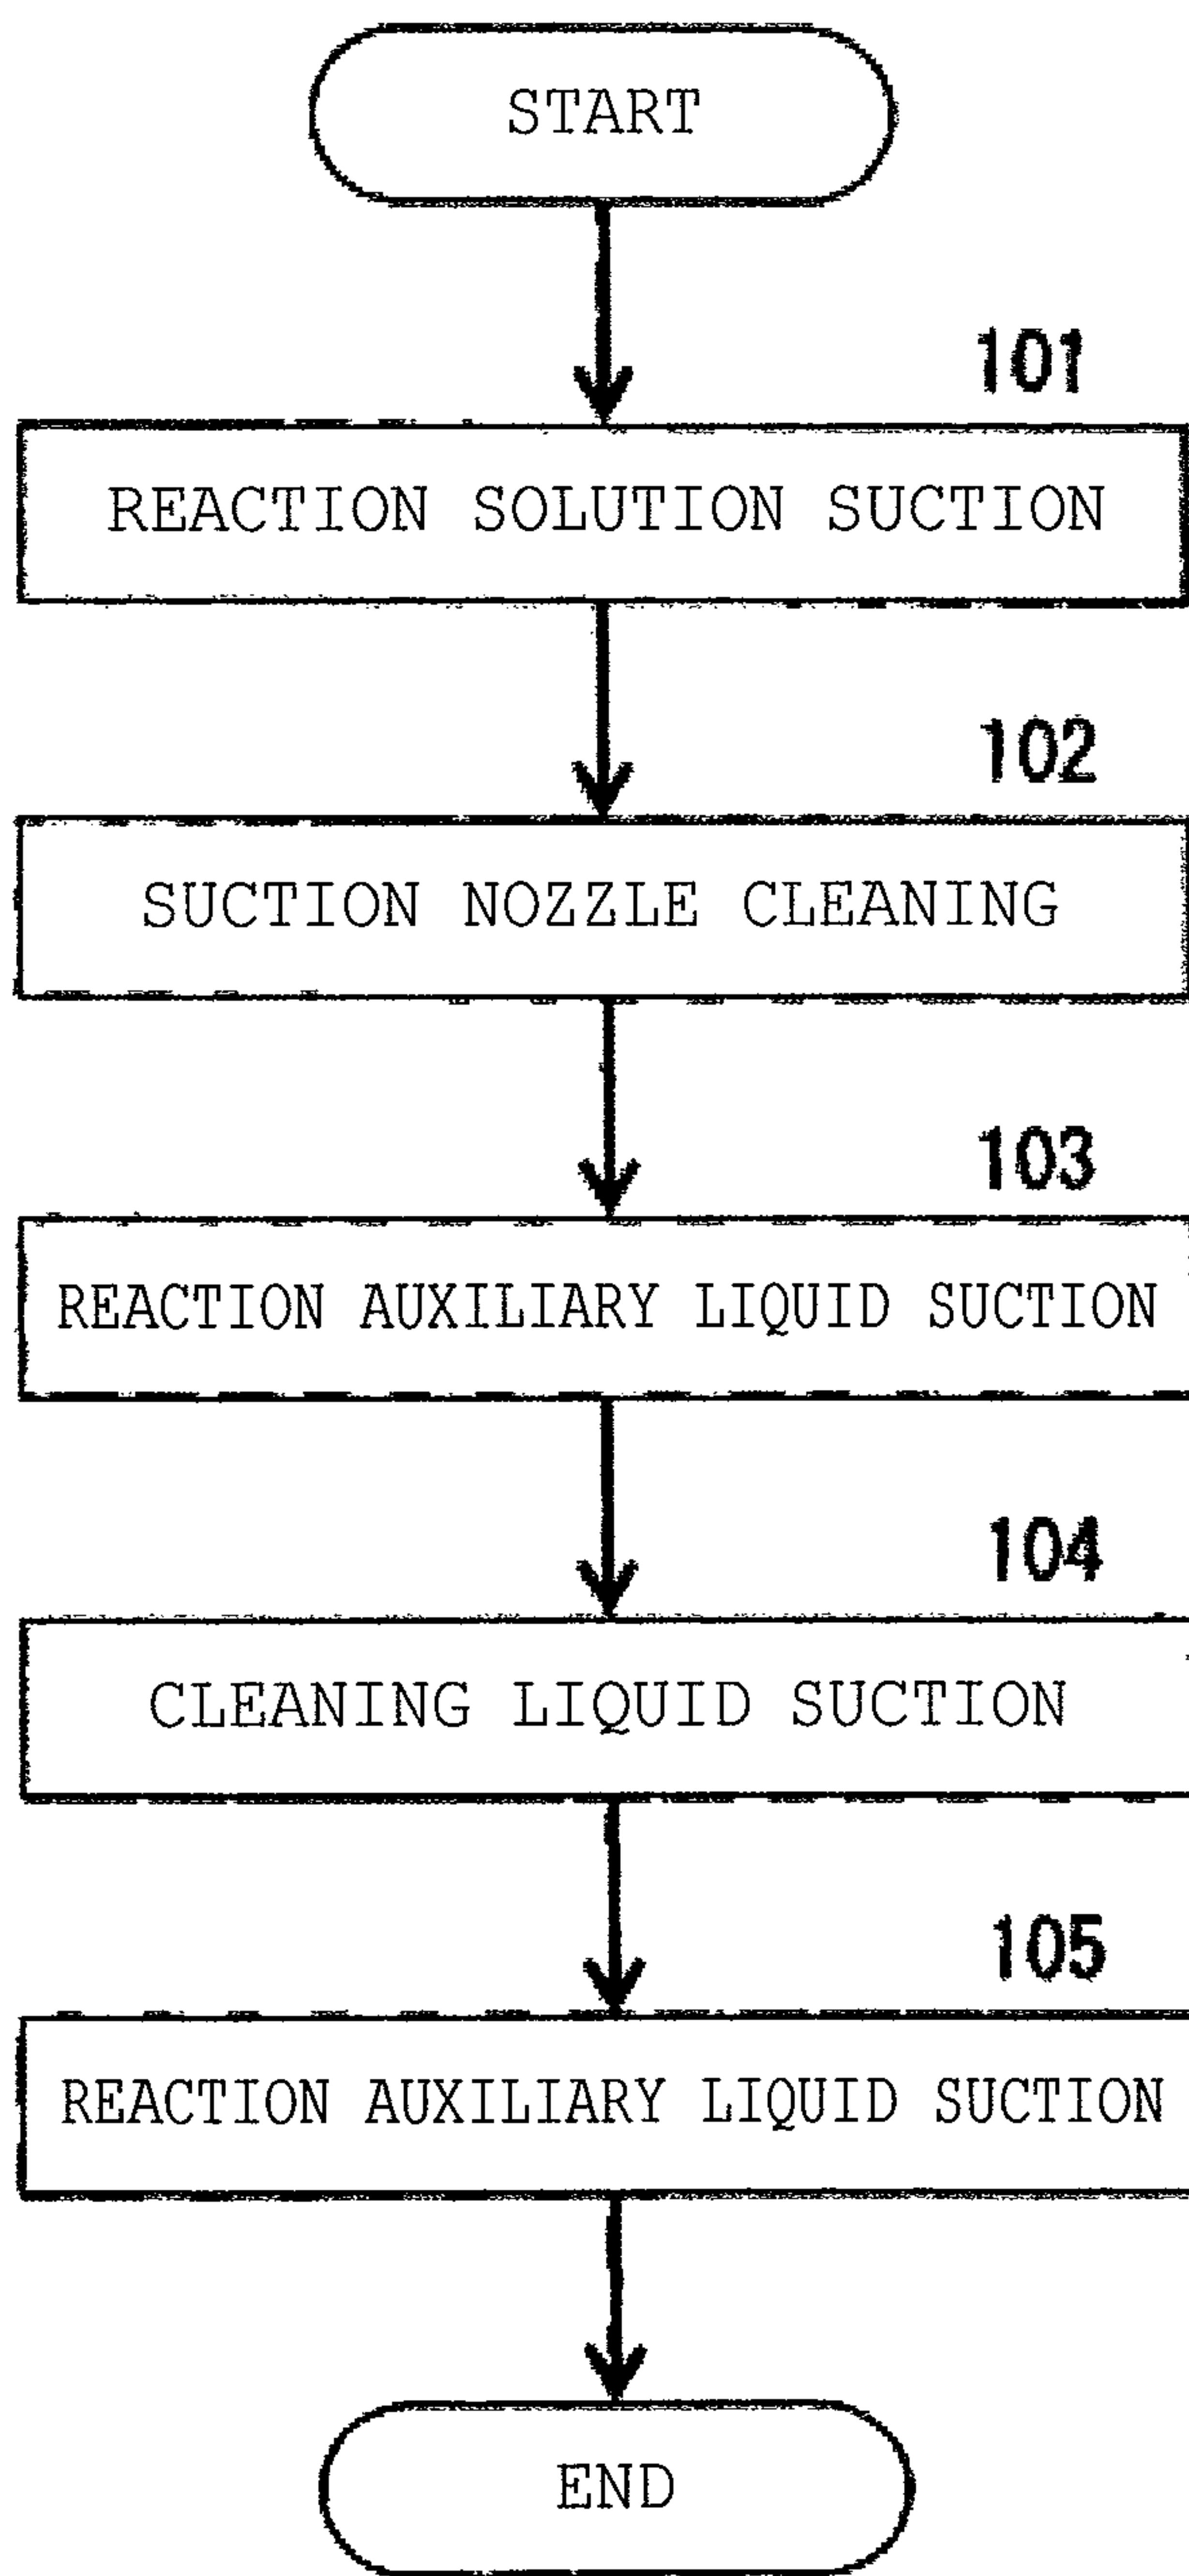 START
101
REACTION SOLUTION SUCTION
102
SUCTION NOZZLE CLEANING
103
REACTION AUXILIARY LIQUID SUCTION
104
CLEANING LIQUID SUCTION
105
REACTION AUXILIARY LIQUID SUCTION
END